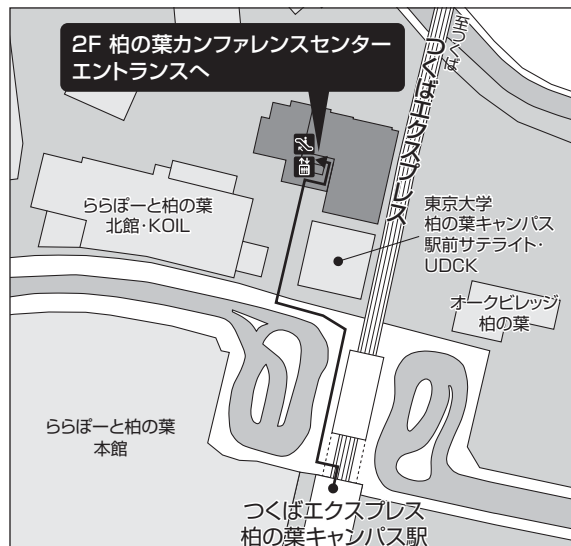 2F 柏の葉カンファレンスセンター
エントランスへ
至つくば
つくばエクスプレス
ららぽーと柏の葉
北館・KOIL
東京大学
柏の葉キャンパス
駅前サテライト・
UDCK
オークビレッジ
柏の葉
ららぽーと柏の葉
本館
つくばエクスプレス
柏の葉キャンパス駅